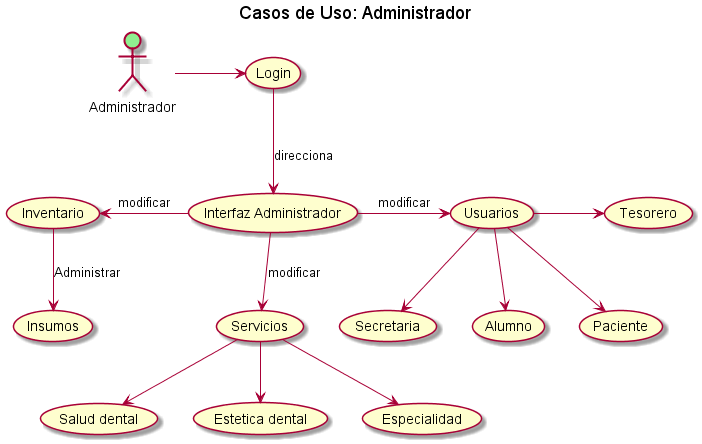 Casos de Uso: Administrador
Login
Administrador
direcciona
Inventario
modificar
Interfaz Administrador
modificar
Usuarios
Tesorero
Administrar
modificar
Insumos
Servicios
Secretaria
Alumno
Paciente
Salud dental
Estetica dental
Especialidad